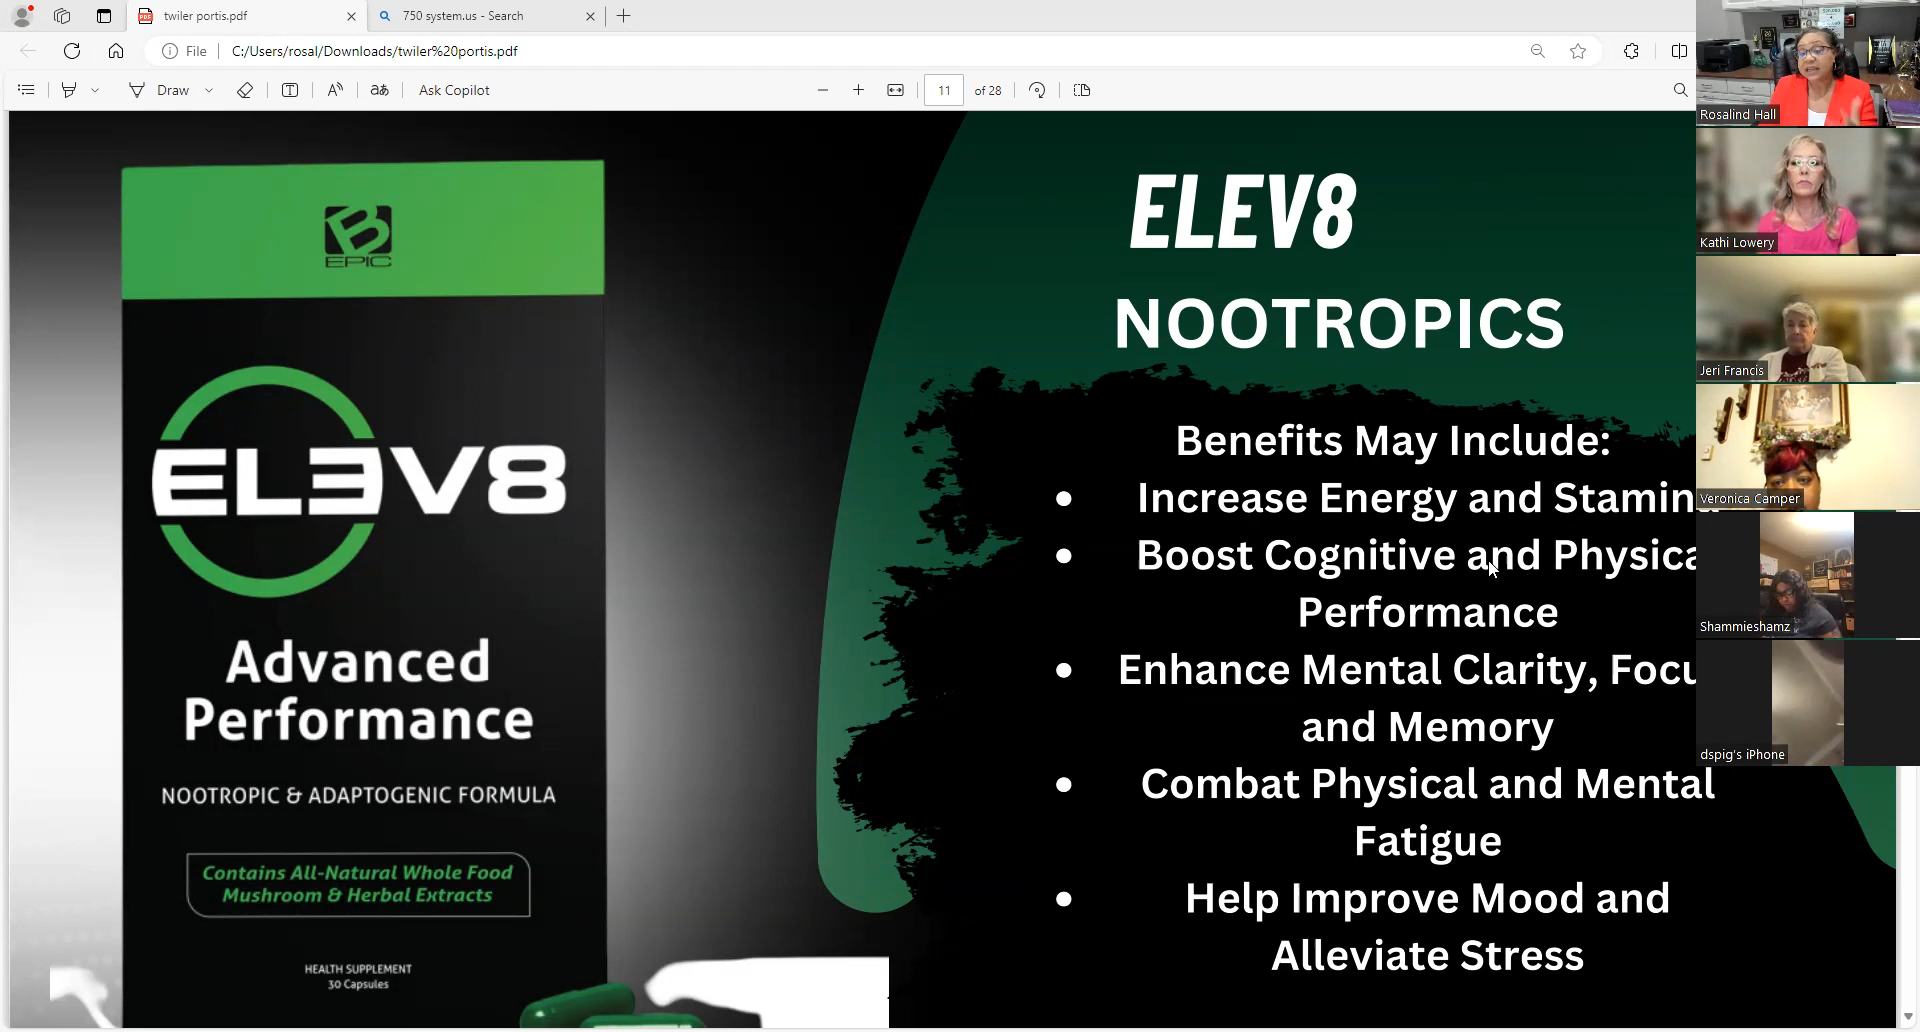 twiler portis.pdf
750 system.us - Search
File
C:/Users/rosal/Downloads/twiler%20portis.pdf
Draw
Ask Copilot
11 of 28
B
EPIC
ELEV8
Advanced
Performance
NOOTROPIC & ADAPTOGENIC FORMULA
Contains All-Natural Whole Food
Mushroom & Herbal Extracts
HEALTH SUPPLEMENT
30 Capsules
ELEV8
NOOTROPICS
Benefits May Include:
• Increase Energy and Stamin
• Boost Cognitive and Physica
Performance
• Enhance Mental Clarity, Focu
and Memory
• Combat Physical and Mental
Fatigue
• Help Improve Mood and
Alleviate Stress
Rosalind Hall
Kathi Lowery
Jeri Francis
Veronica Camper
Shammieshamz
dspig's iPhone